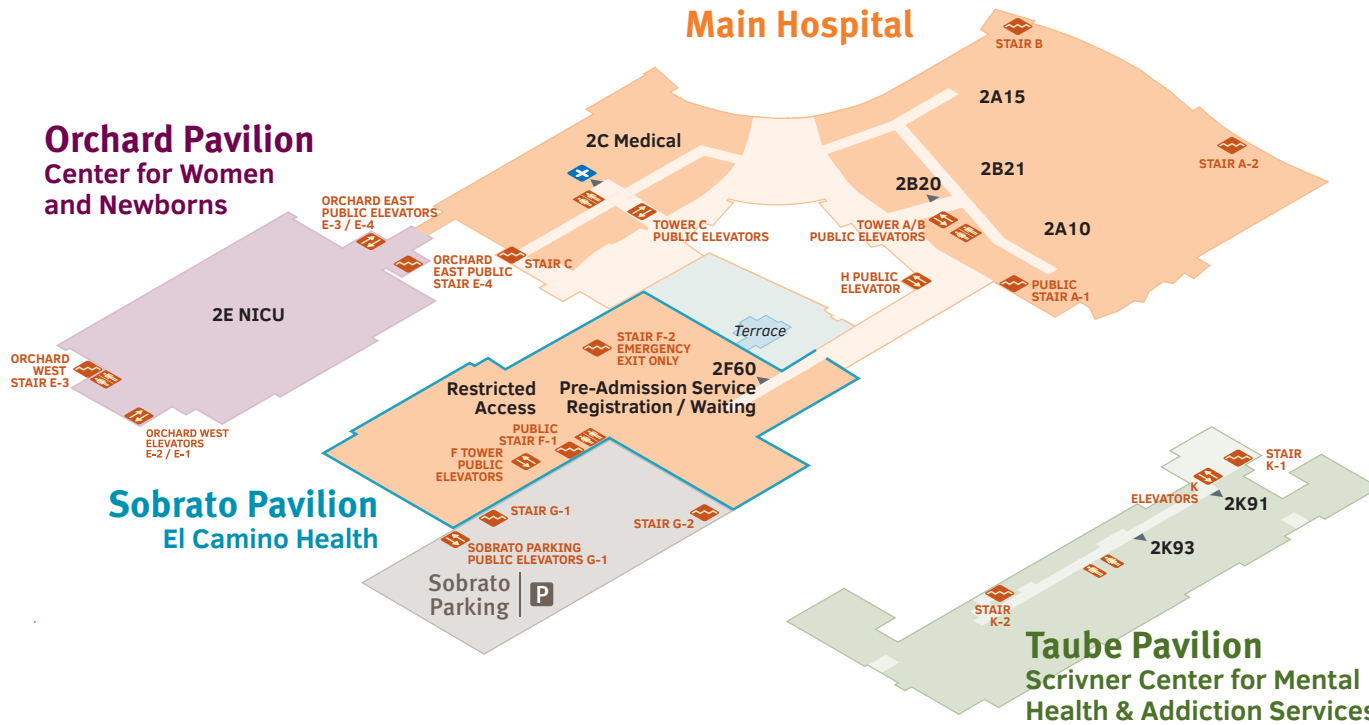 Main Hospital
STAIR B
2A15
Orchard Pavilion
Center for Women
and Newborns
2C Medical
STAIR A-2
2B21
2B20
ORCHARD EAST
PUBLIC ELEVATORS
E-3 / E-4
TOWER C
PUBLIC ELEVATORS
TOWER A/B
PUBLIC ELEVATORS
2A10
ORCHARD
EAST PUBLIC
STAIR E-4
STAIR C
H PUBLIC
ELEVATOR
PUBLIC
STAIR A-1
2E NICU
Terrace
STAIR F-2
EMERGENCY
EXIT ONLY
ORCHARD
WEST
STAIR E-3
2F60
Pre-Admission Service
Registration / Waiting
Restricted
Access
ORCHARD WEST
ELEVATORS
E-2 / E-1
PUBLIC
STAIR F-1
F TOWER
PUBLIC
ELEVATORS
STAIR
K-1
K
ELEVATORS
2K91
Sobrato Pavilion
El Camino Health
STAIR G-1
STAIR G-2
SOBRATO PARKING
PUBLIC ELEVATORS G-1
2K93
Sobrato
Parking
P
STAIR
K-2
Taube Pavilion
Scrivner Center for Mental
Health & Addiction Services